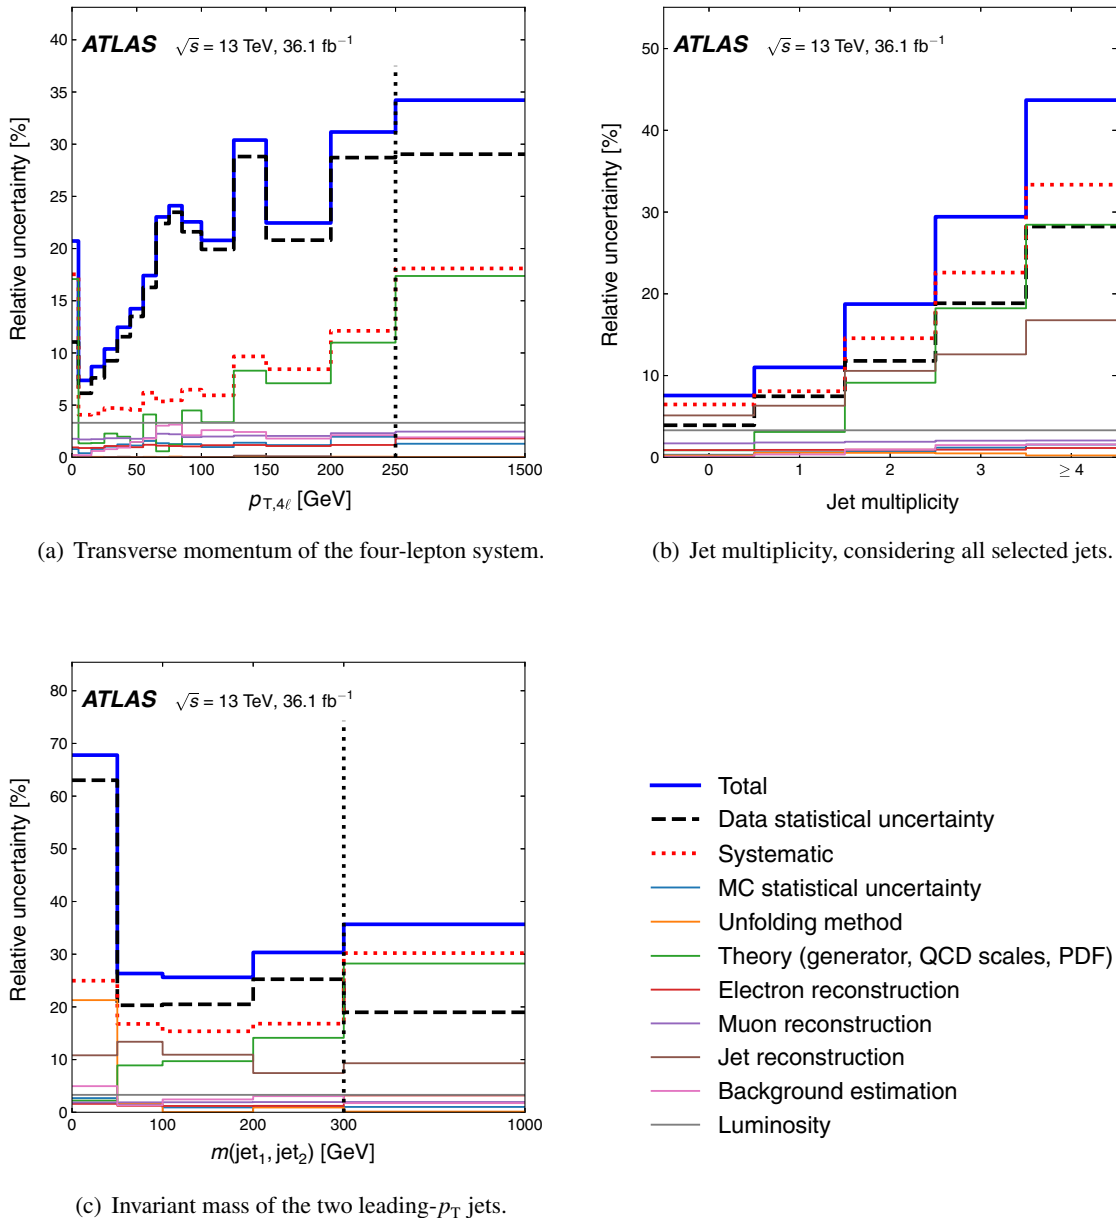 ATLAS √s = 13 TeV, 36.1 fb⁻¹
Relative uncertainty [%]
40
35
30
25
20
15
10
5
0
0 50 100 150 200 250 1500
p_T,4ℓ [GeV]
(a) Transverse momentum of the four-lepton system.
ATLAS √s = 13 TeV, 36.1 fb⁻¹
Relative uncertainty [%]
50
40
30
20
10
0
0 1 2 3 ≥ 4
Jet multiplicity
(b) Jet multiplicity, considering all selected jets.
ATLAS √s = 13 TeV, 36.1 fb⁻¹
Relative uncertainty [%]
80
70
60
50
40
30
20
10
0
0 100 200 300 1000
m(jet₁, jet₂) [GeV]
(c) Invariant mass of the two leading-p_T jets.
Total
Data statistical uncertainty
Systematic
MC statistical uncertainty
Unfolding method
Theory (generator, QCD scales, PDF)
Electron reconstruction
Muon reconstruction
Jet reconstruction
Background estimation
Luminosity